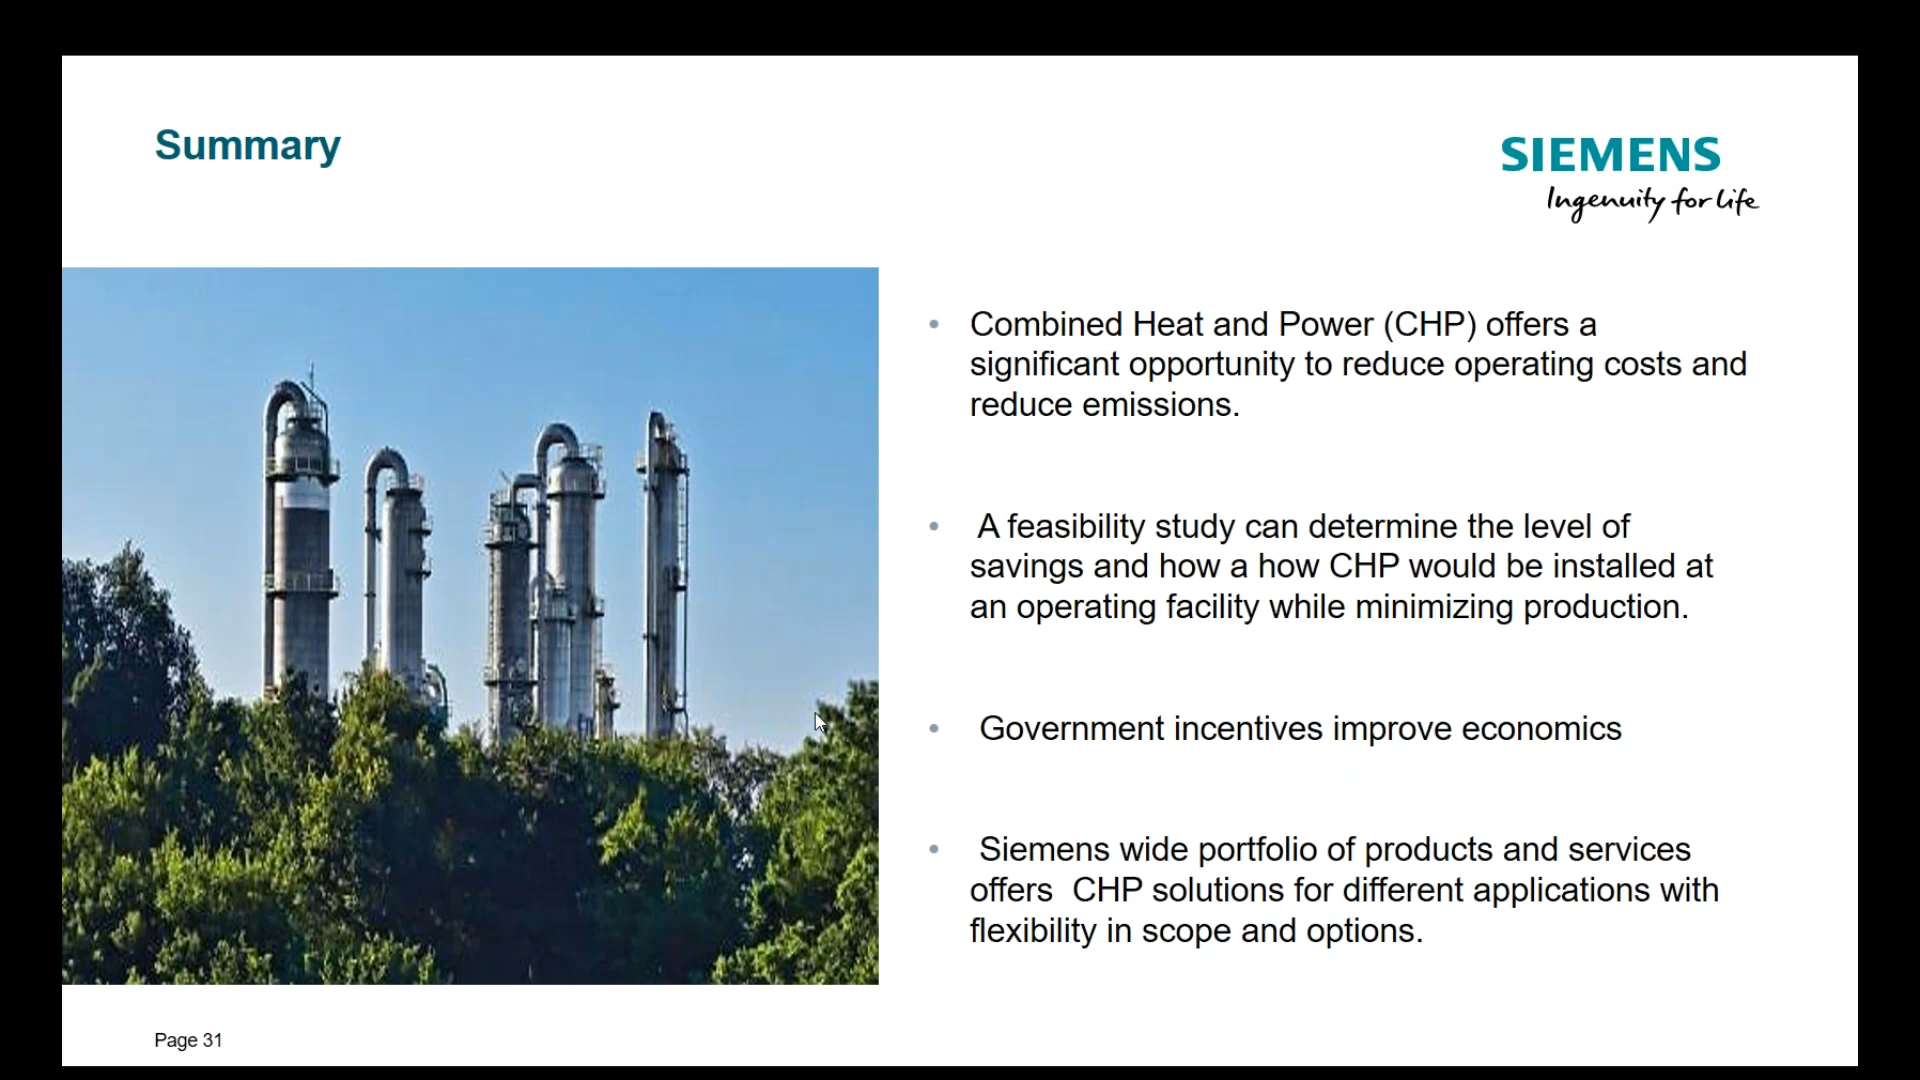 Summary
SIEMENS
Ingenuity for life
• Combined Heat and Power (CHP) offers a
significant opportunity to reduce operating costs and
reduce emissions.
• A feasibility study can determine the level of
savings and how a how CHP would be installed at
an operating facility while minimizing production.
• Government incentives improve economics
• Siemens wide portfolio of products and services
offers  CHP solutions for different applications with
flexibility in scope and options.
Page 31